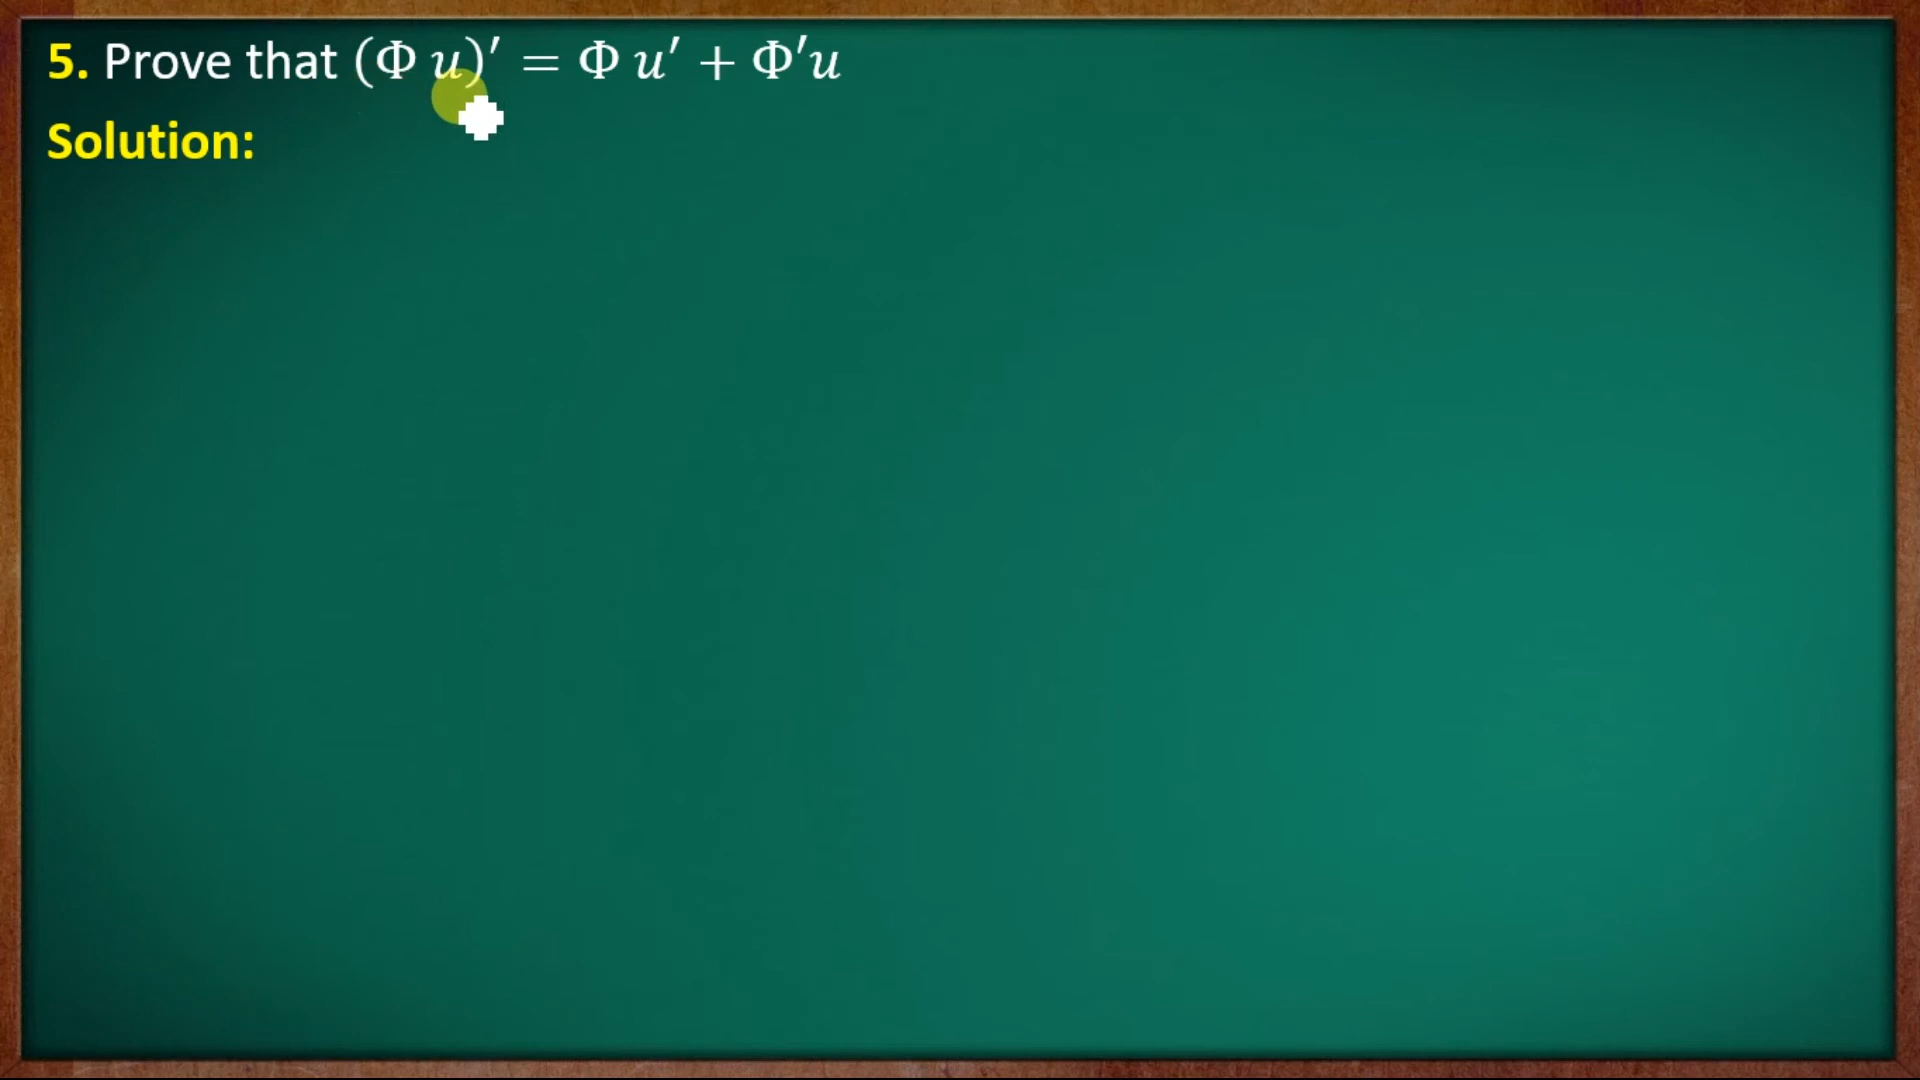 5. Prove that (Φ u)′ = Φ u′ + Φ′u
Solution: